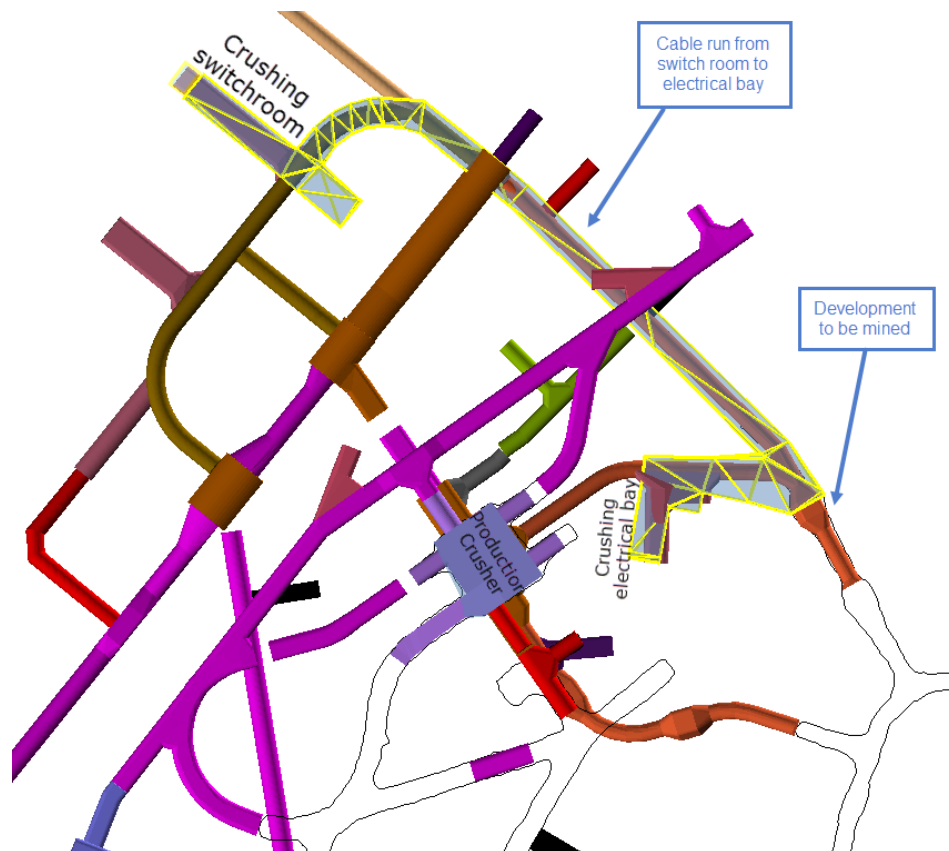 Crushing
switchroom
Cable run from
switch room to
electrical bay
Development
to be mined
Production
Crusher
Crushing
electrical bay